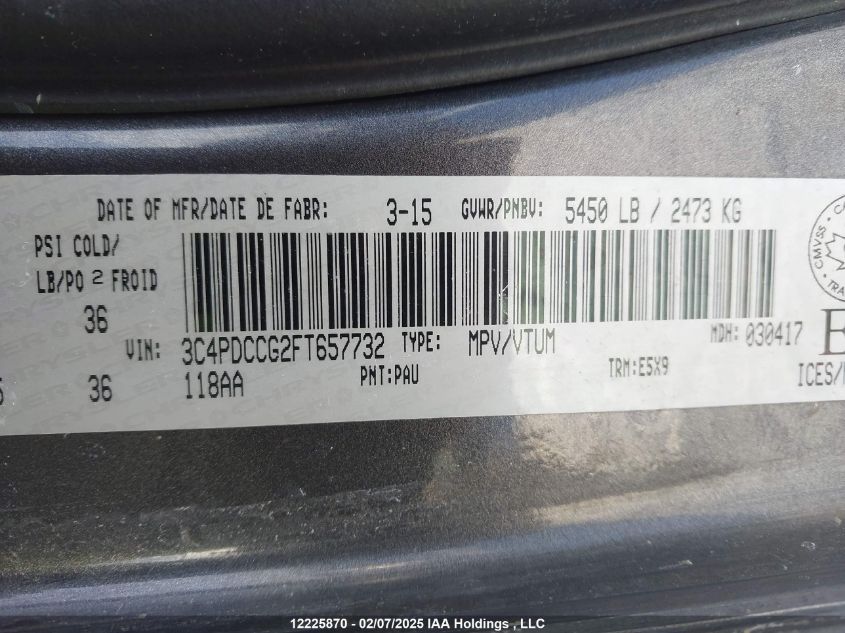 DATE OF MFR/DATE DE FABR: 3-15 GVWR/PNBV: 5450 LB / 2473 KG
PSI COLD/
LB/PO 2 FROID
36
VIN: 3C4PDCCG2FT657732 TYPE: MPV/VTUM MDH: 030417
36 118AA PNT:PAU TRM:E5X9 ICES/
CMVSS
12225870 - 02/07/2025 IAA Holdings , LLC